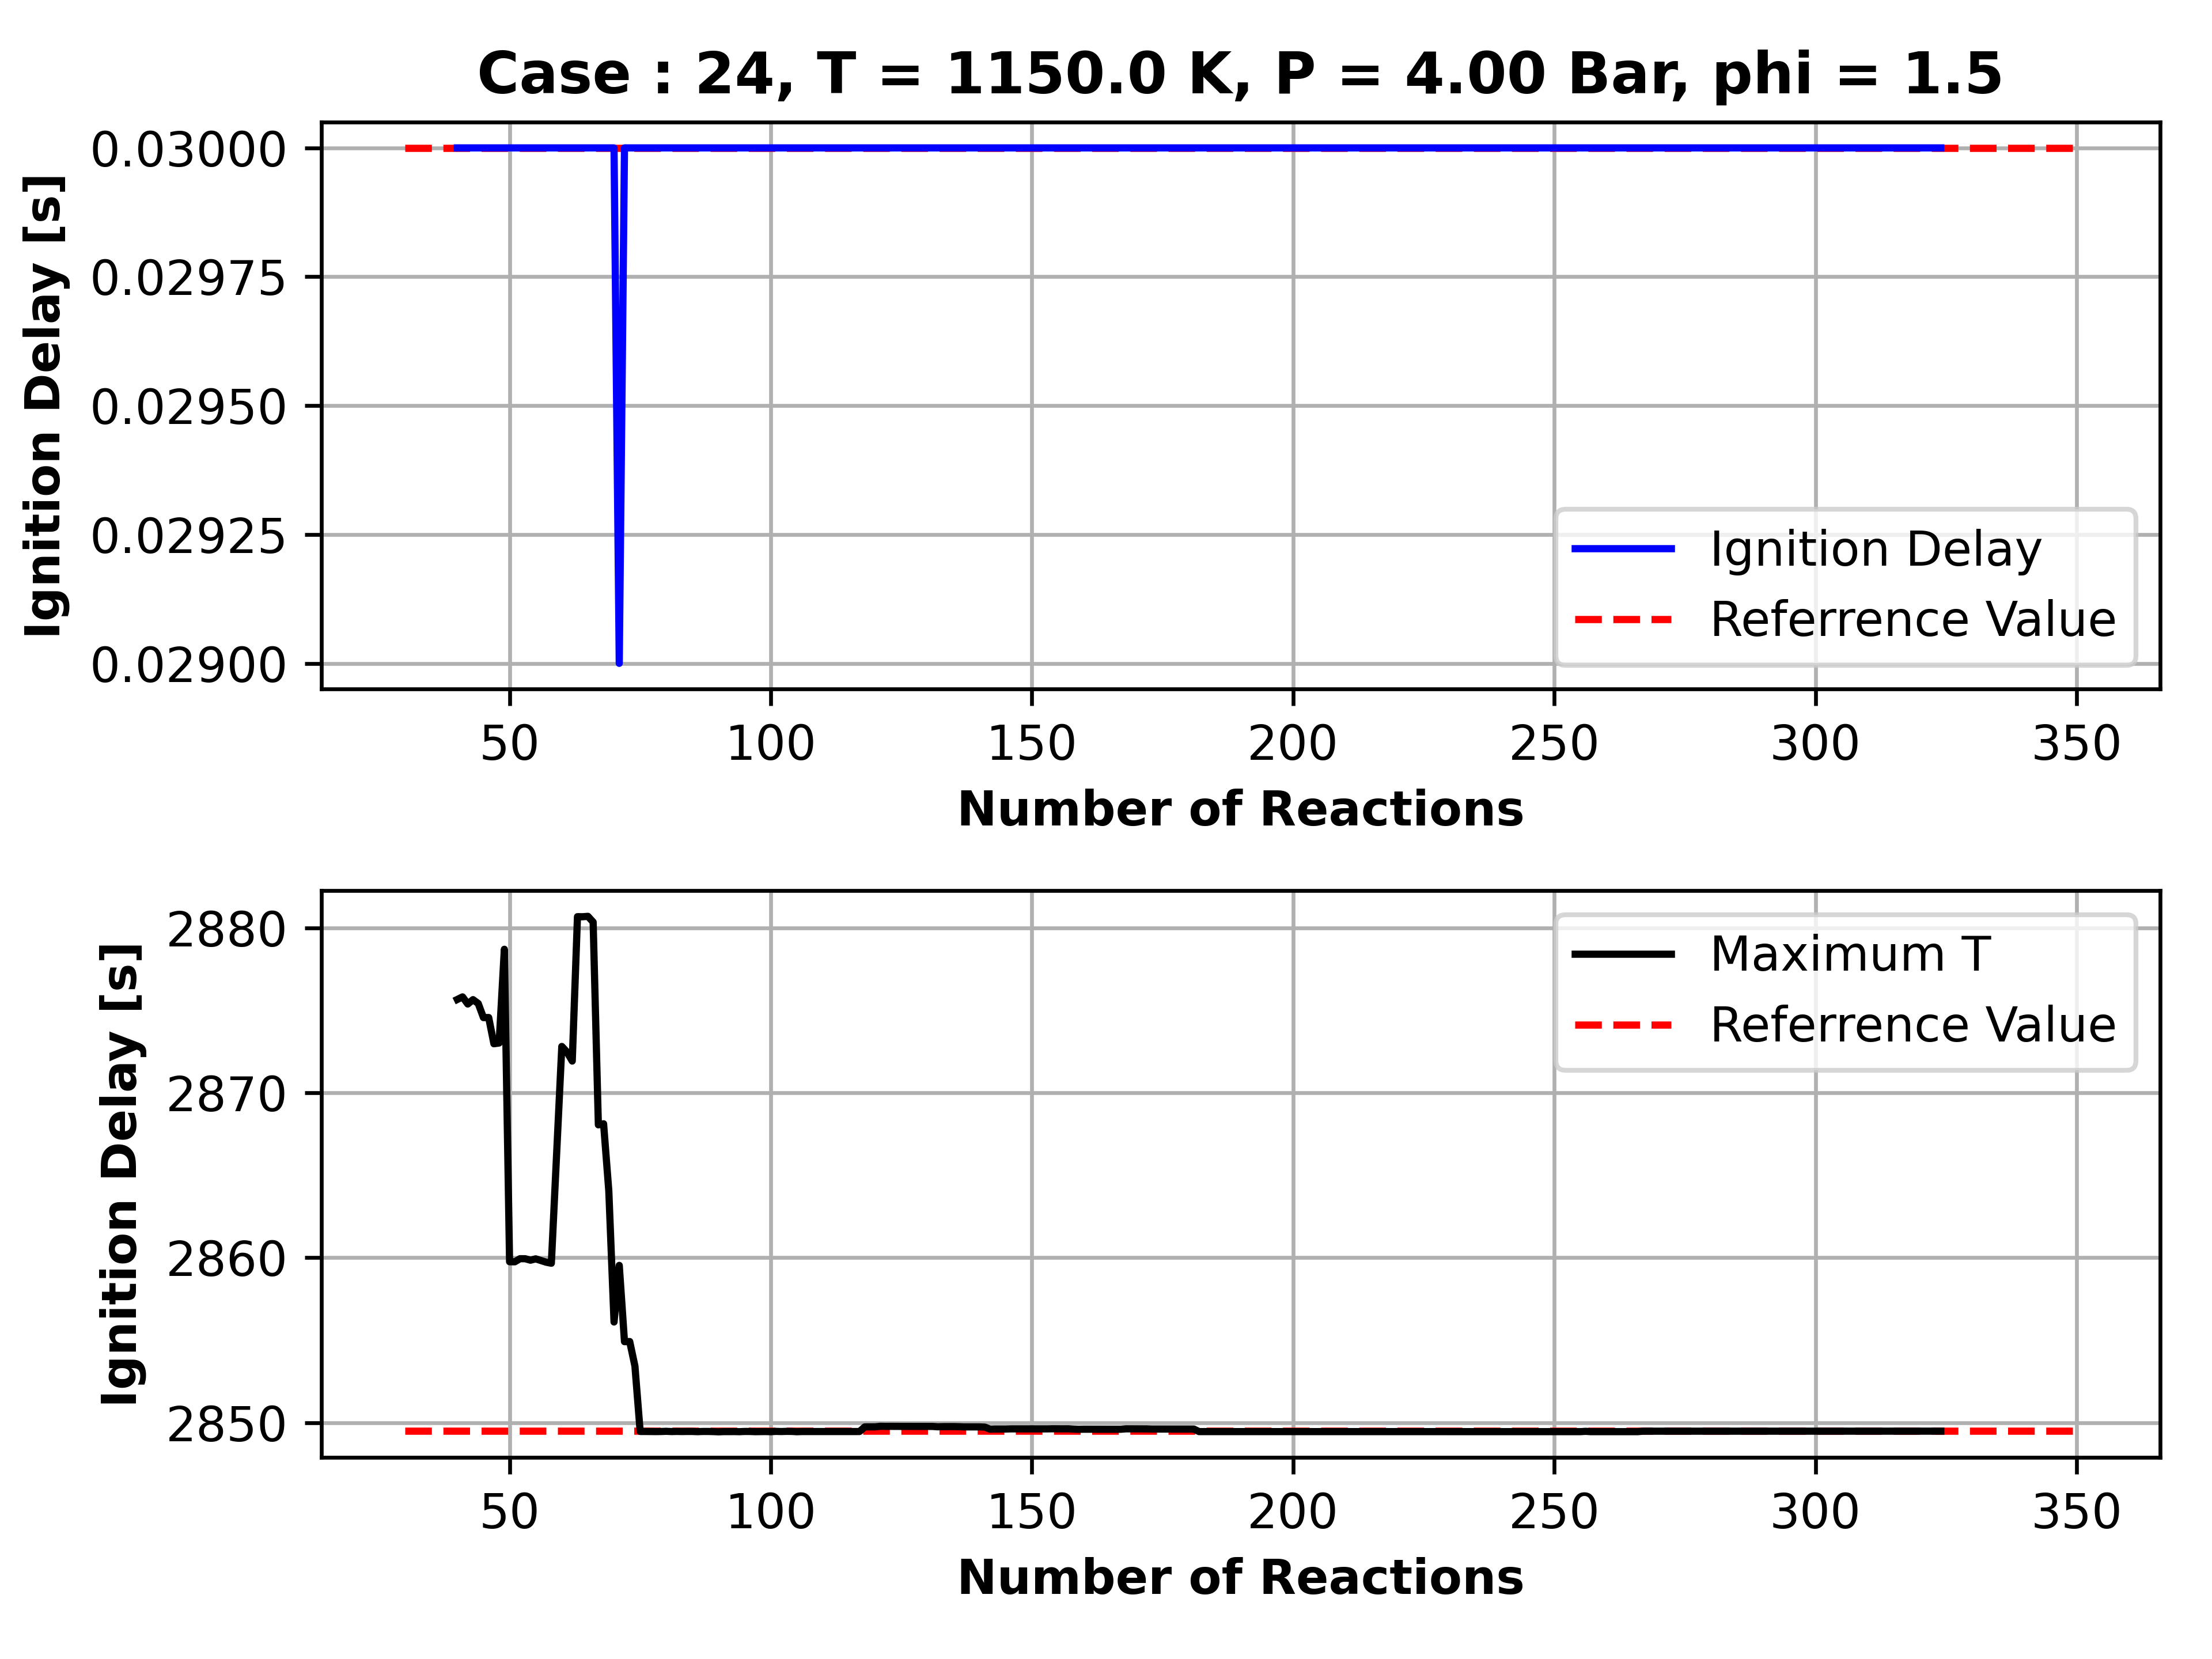 Case : 24, T = 1150.0 K, P = 4.00 Bar, phi = 1.5
Ignition Delay [s]
0.03000
0.02975
0.02950
0.02925
0.02900
Ignition Delay
Referrence Value
50 100 150 200 250 300 350
Number of Reactions
Ignition Delay [s]
2880
2870
2860
2850
Maximum T
Referrence Value
50 100 150 200 250 300 350
Number of Reactions